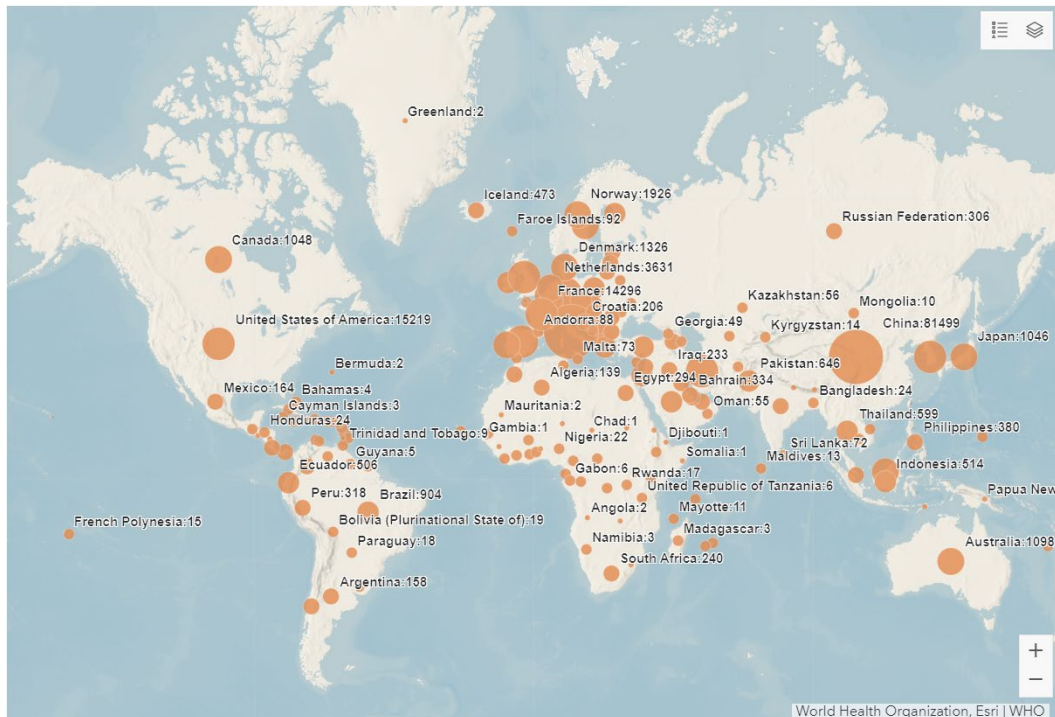 Greenland:2
Iceland:473
Norway:1926
Faroe Islands:92
Russian Federation:306
Canada:1048
Denmark:1326
Netherlands:3631
France:14296
Croatia:206
Kazakhstan:56
Mongolia:10
United States of America:15219
Andorra:88
Georgia:49
Kyrgyzstan:14
China:81499
Japan:1046
Malta:73
Iraq:233
Pakistan:646
Bermuda:2
Algeria:139
Egypt:294
Bahrain:334
Bangladesh:24
Mexico:164
Bahamas:4
Cayman Islands:3
Mauritania:2
Oman:55
Honduras:24
Chad:1
Thailand:599
Philippines:380
Trinidad and Tobago:9
Gambia:1
Nigeria:22
Djibouti:1
Sri Lanka:72
Guyana:5
Somalia:1
Maldives:13
Ecuador:506
Gabon:6
Rwanda:17
Indonesia:514
United Republic of Tanzania:6
Peru:318
Brazil:904
Angola:2
Mayotte:11
Papua New
French Polynesia:15
Bolivia (Plurinational State of):19
Madagascar:3
Paraguay:18
Namibia:3
Australia:1098
South Africa:240
Argentina:158
+
−
World Health Organization, Esri | WHO